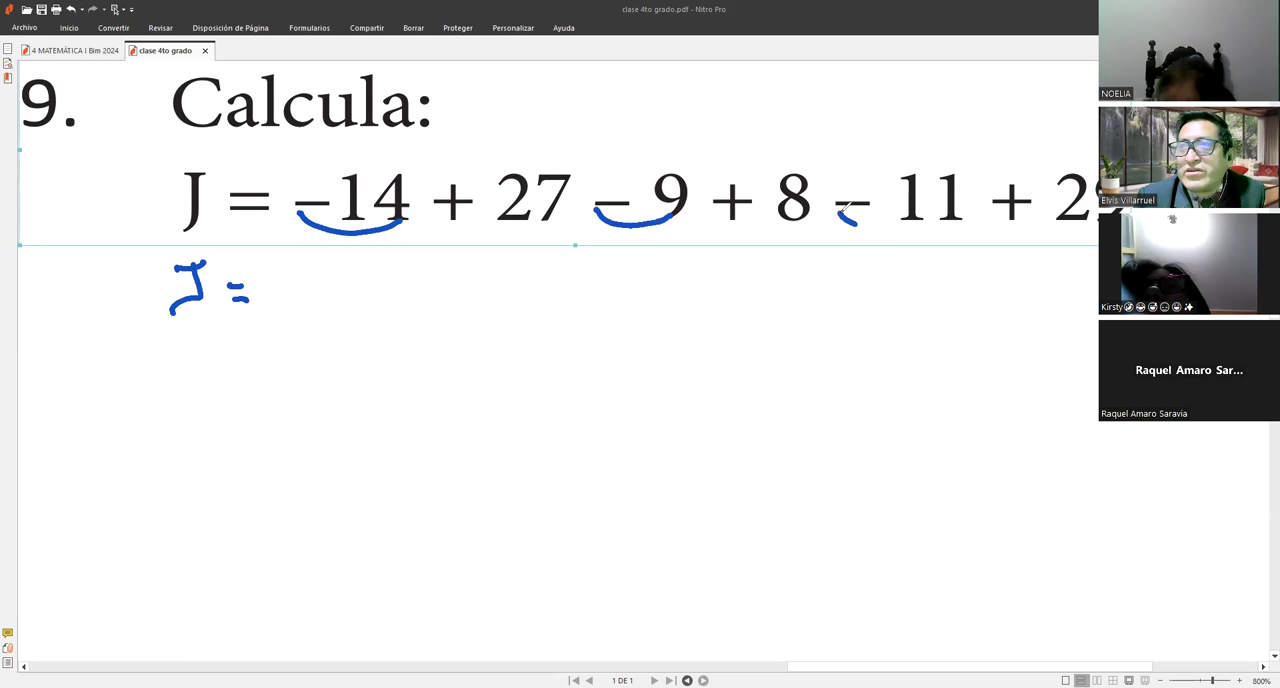 clase 4to grado.pdf - Nitro Pro
Archivo Inicio Convertir Revisar Disposición de Página Formularios Compartir Borrar Proteger Personalizar Ayuda
4 MATEMÁTICA I Bim 2024 clase 4to grado
9. Calcula:
J = –14 + 27 – 9 + 8 – 11 +
J =
NOELIA
Elvis Villarruel
Kirsty
Raquel Amaro Sar...
Raquel Amaro Saravia
1 DE 1
800%